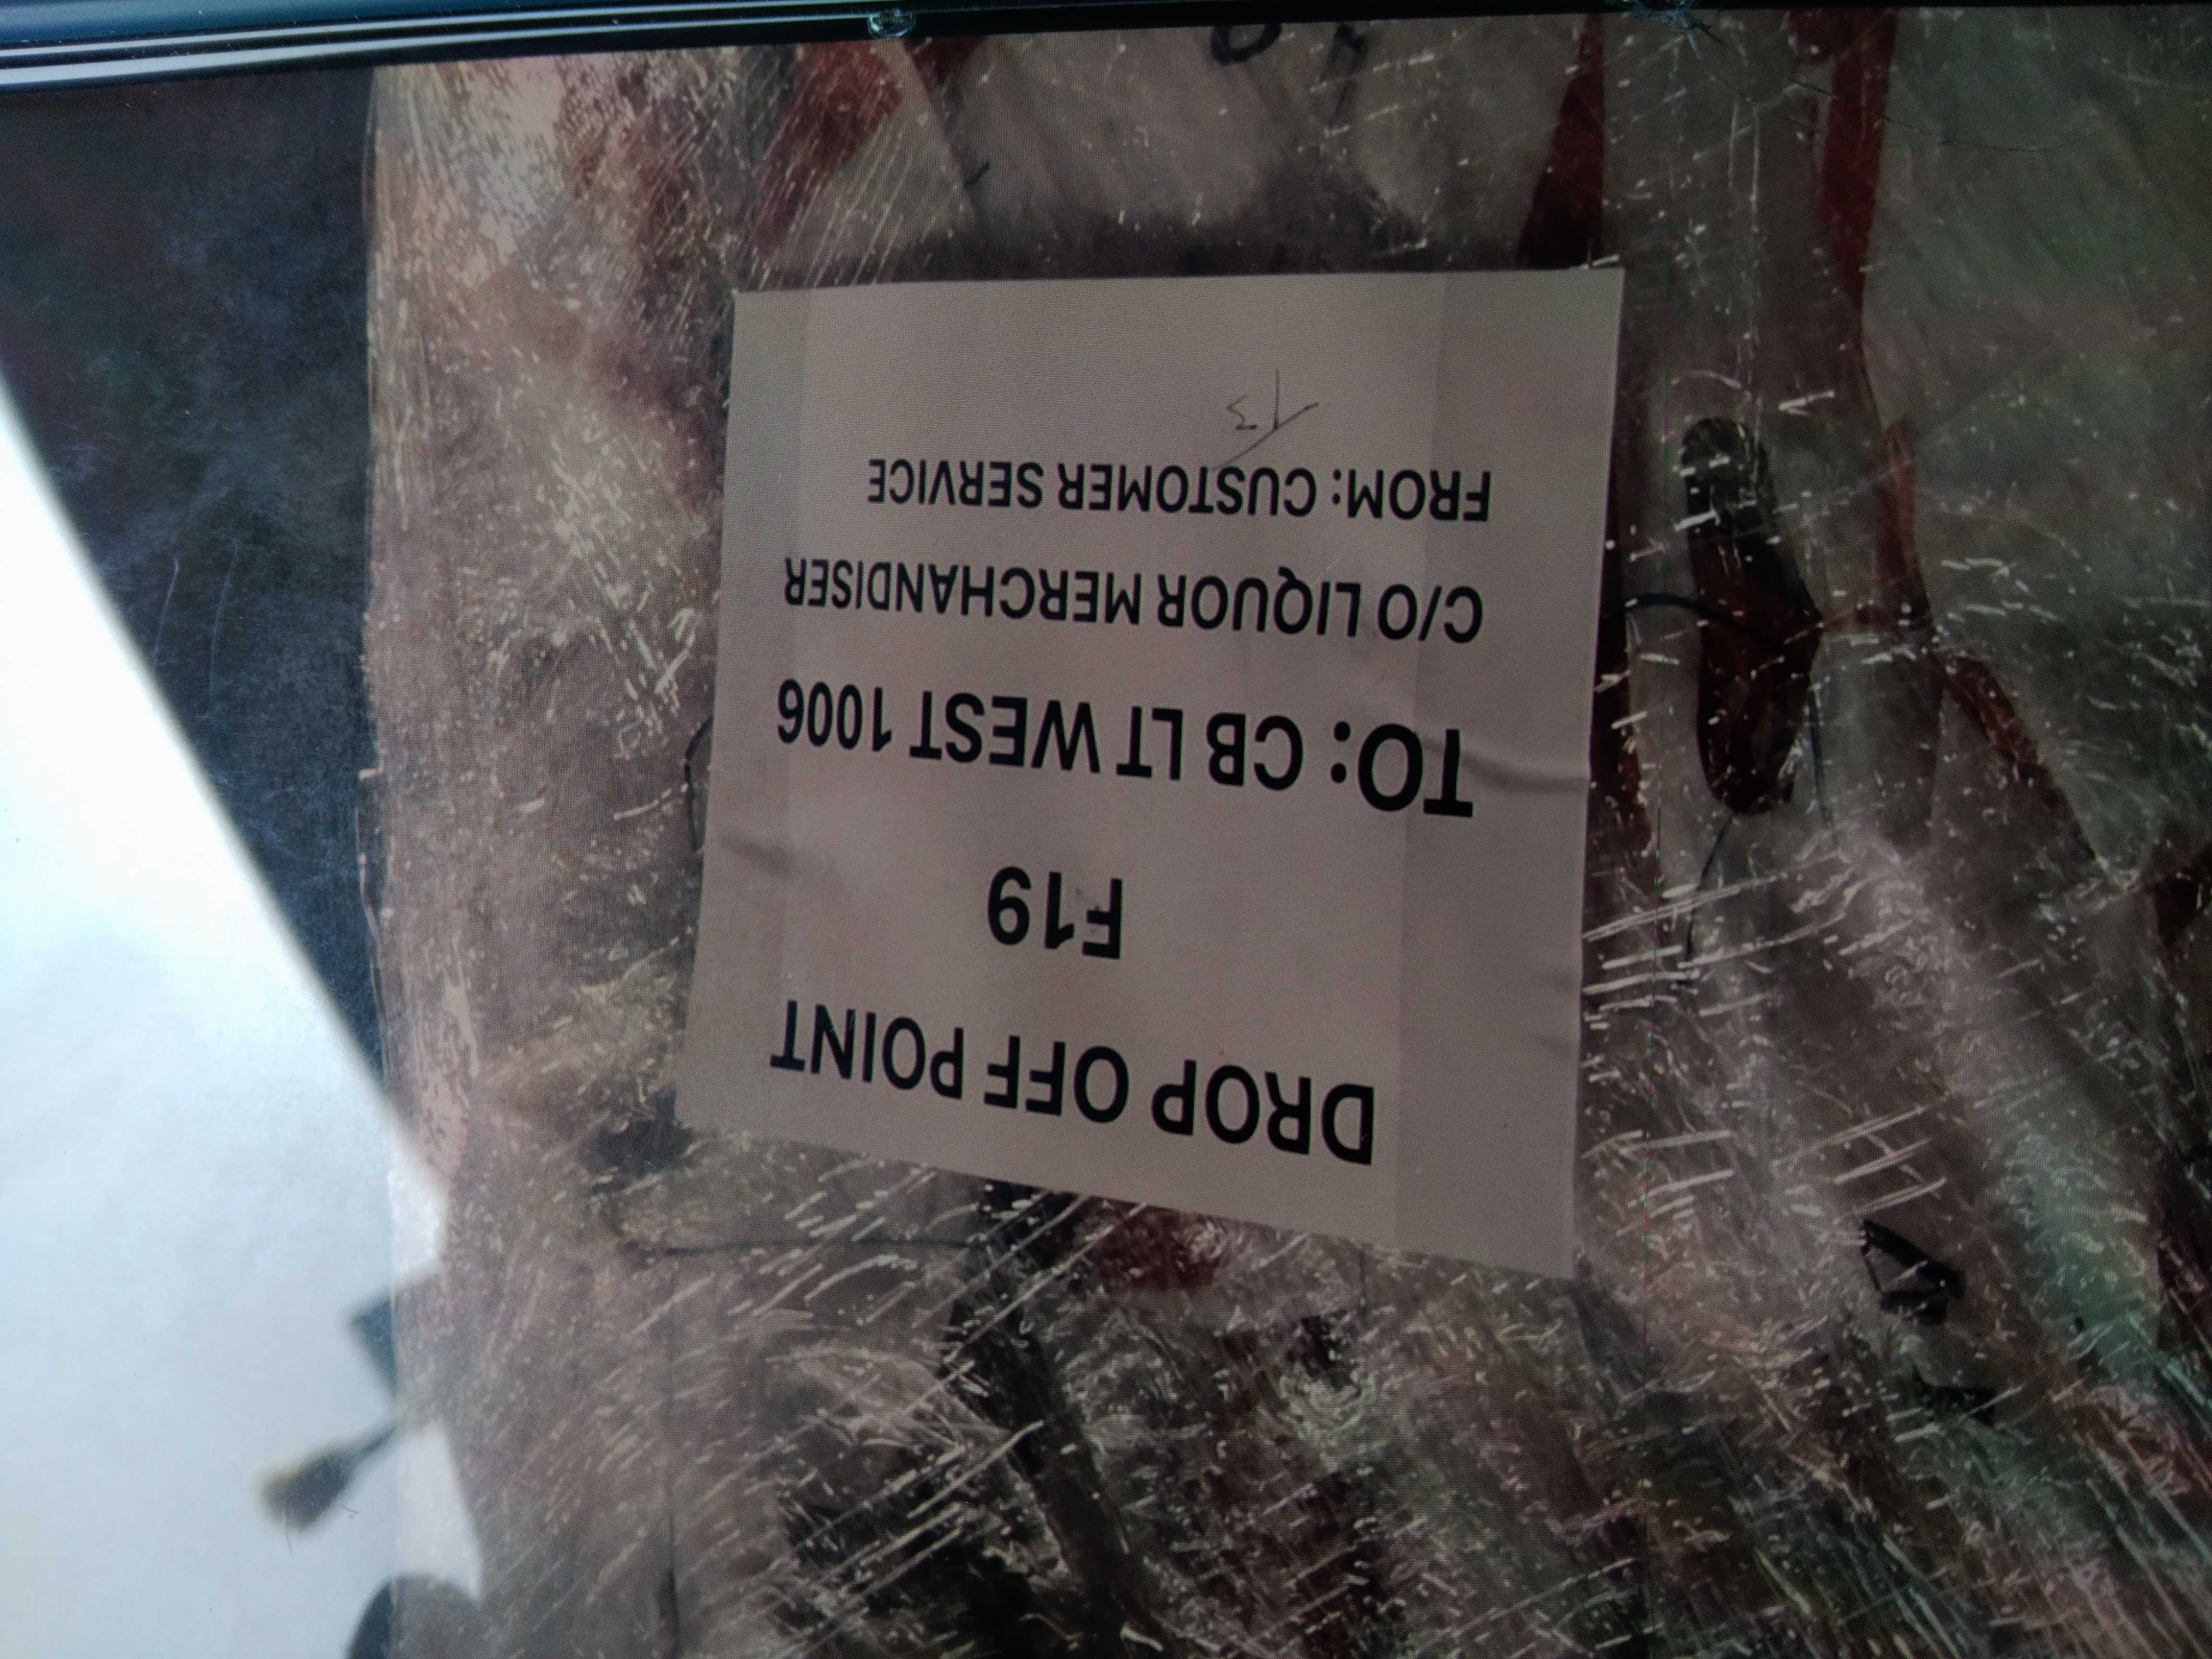 DROP OFF POINT
F19
TO: CB LT WEST 1006
C/O LIQUOR MERCHANDISER
FROM: CUSTOMER SERVICE